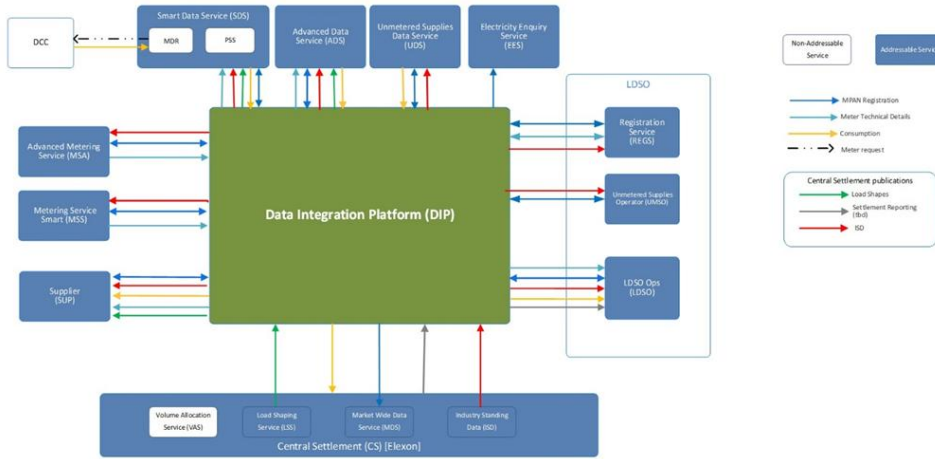 DCC
Smart Data Service (SDS)
MDR
PSS
Advanced Data
Service (ADS)
Unmetered Supplies
Data Service
(UDS)
Electricity Enquiry
Service
(EES)
Non-Addressable
Service
Addressable Service
MPAN Registration
Meter Technical Details
Consumption
Meter request
Central Settlement publications
Load Shapes
Settlement Reporting
(tbd)
ISD
LDSO
Registration
Service
(REGS)
Unmetered Supplies
Operator (UMSO)
LDSO Ops
(LDSO)
Advanced Metering
Service (MSA)
Metering Service
Smart (MSS)
Supplier
(SUP)
Data Integration Platform (DIP)
Volume Allocation
Service (VAS)
Load Shaping
Service (LSS)
Market Wide Data
Service (MDS)
Industry Standing
Data (ISD)
Central Settlement (CS) [Elexon]